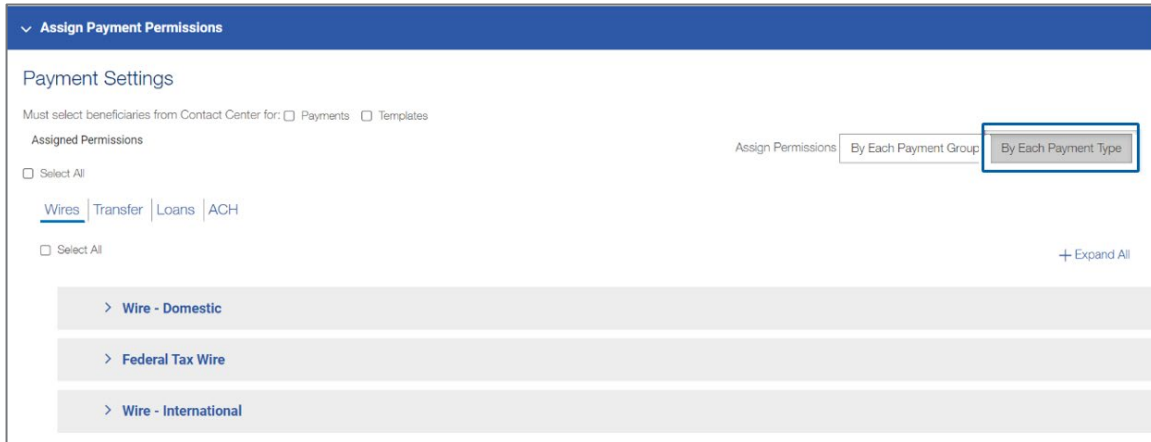 Assign Payment Permissions
Payment Settings
Must select beneficiaries from Contact Center for: Payments Templates
Assigned Permissions
Assign Permissions By Each Payment Group By Each Payment Type
Select All
Wires Transfer Loans ACH
Select All
+ Expand All
Wire - Domestic
Federal Tax Wire
Wire - International